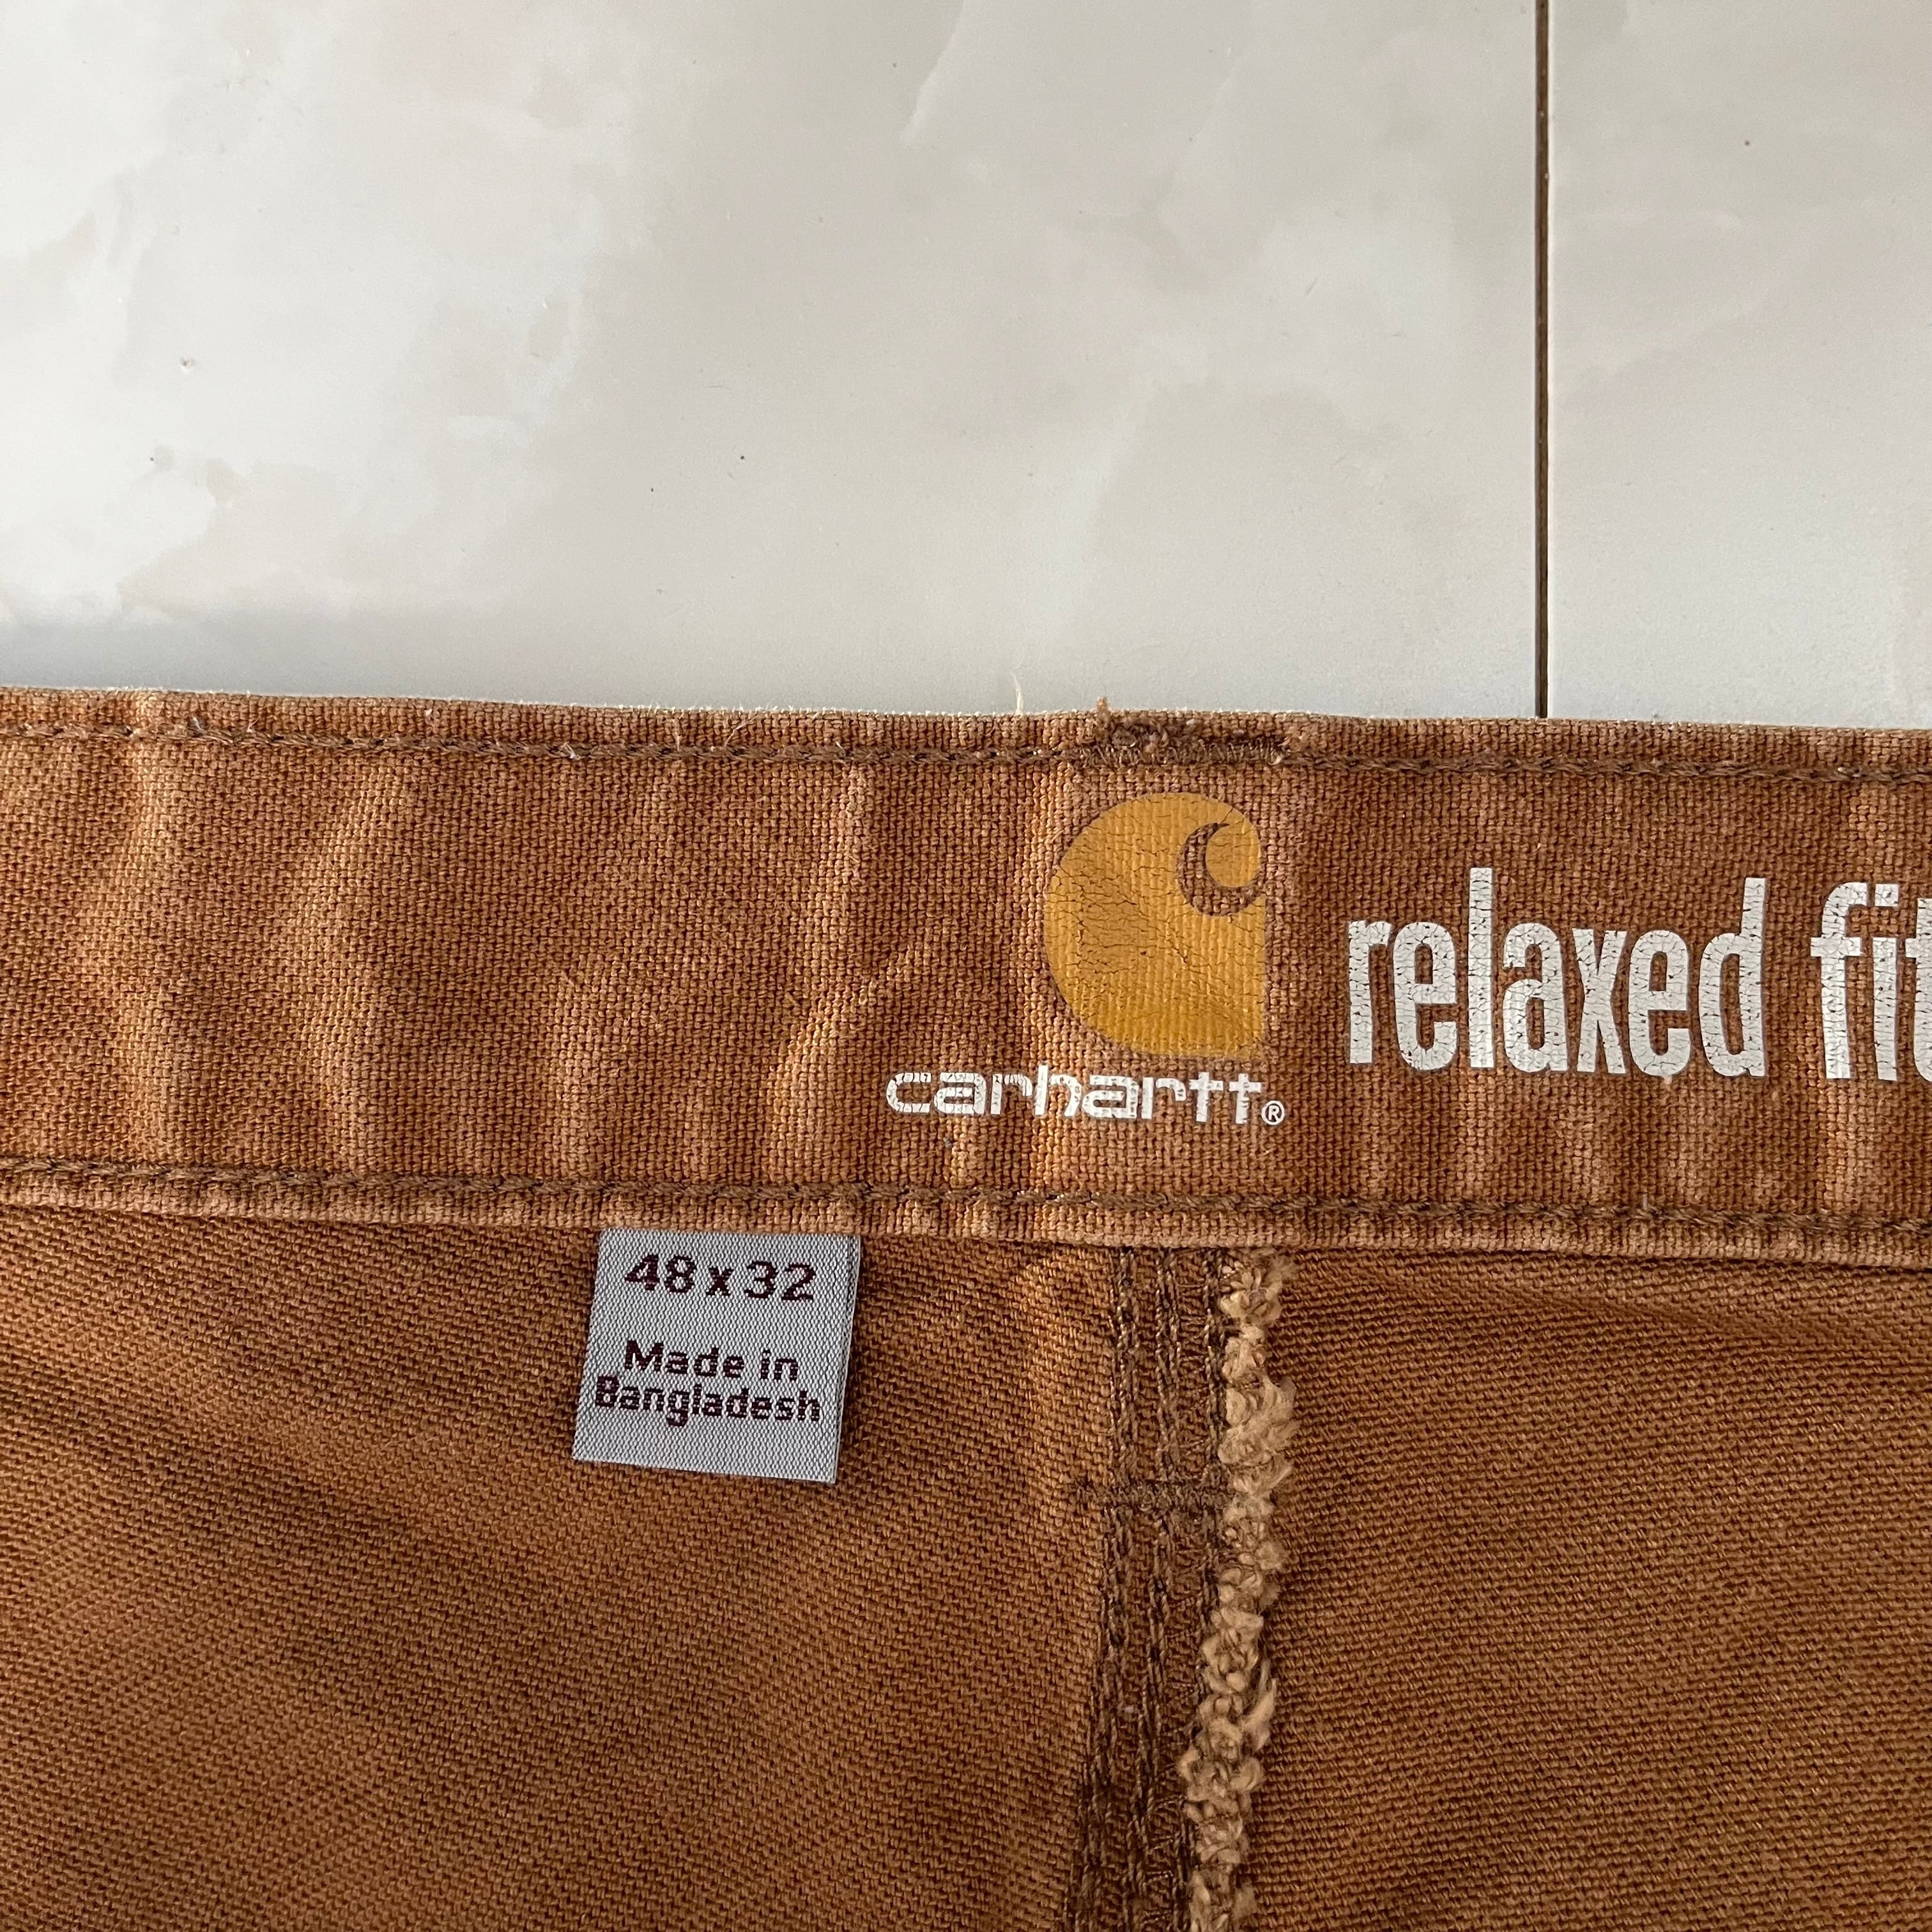 relaxed fit
carhartt®
48 x 32
Made in
Bangladesh